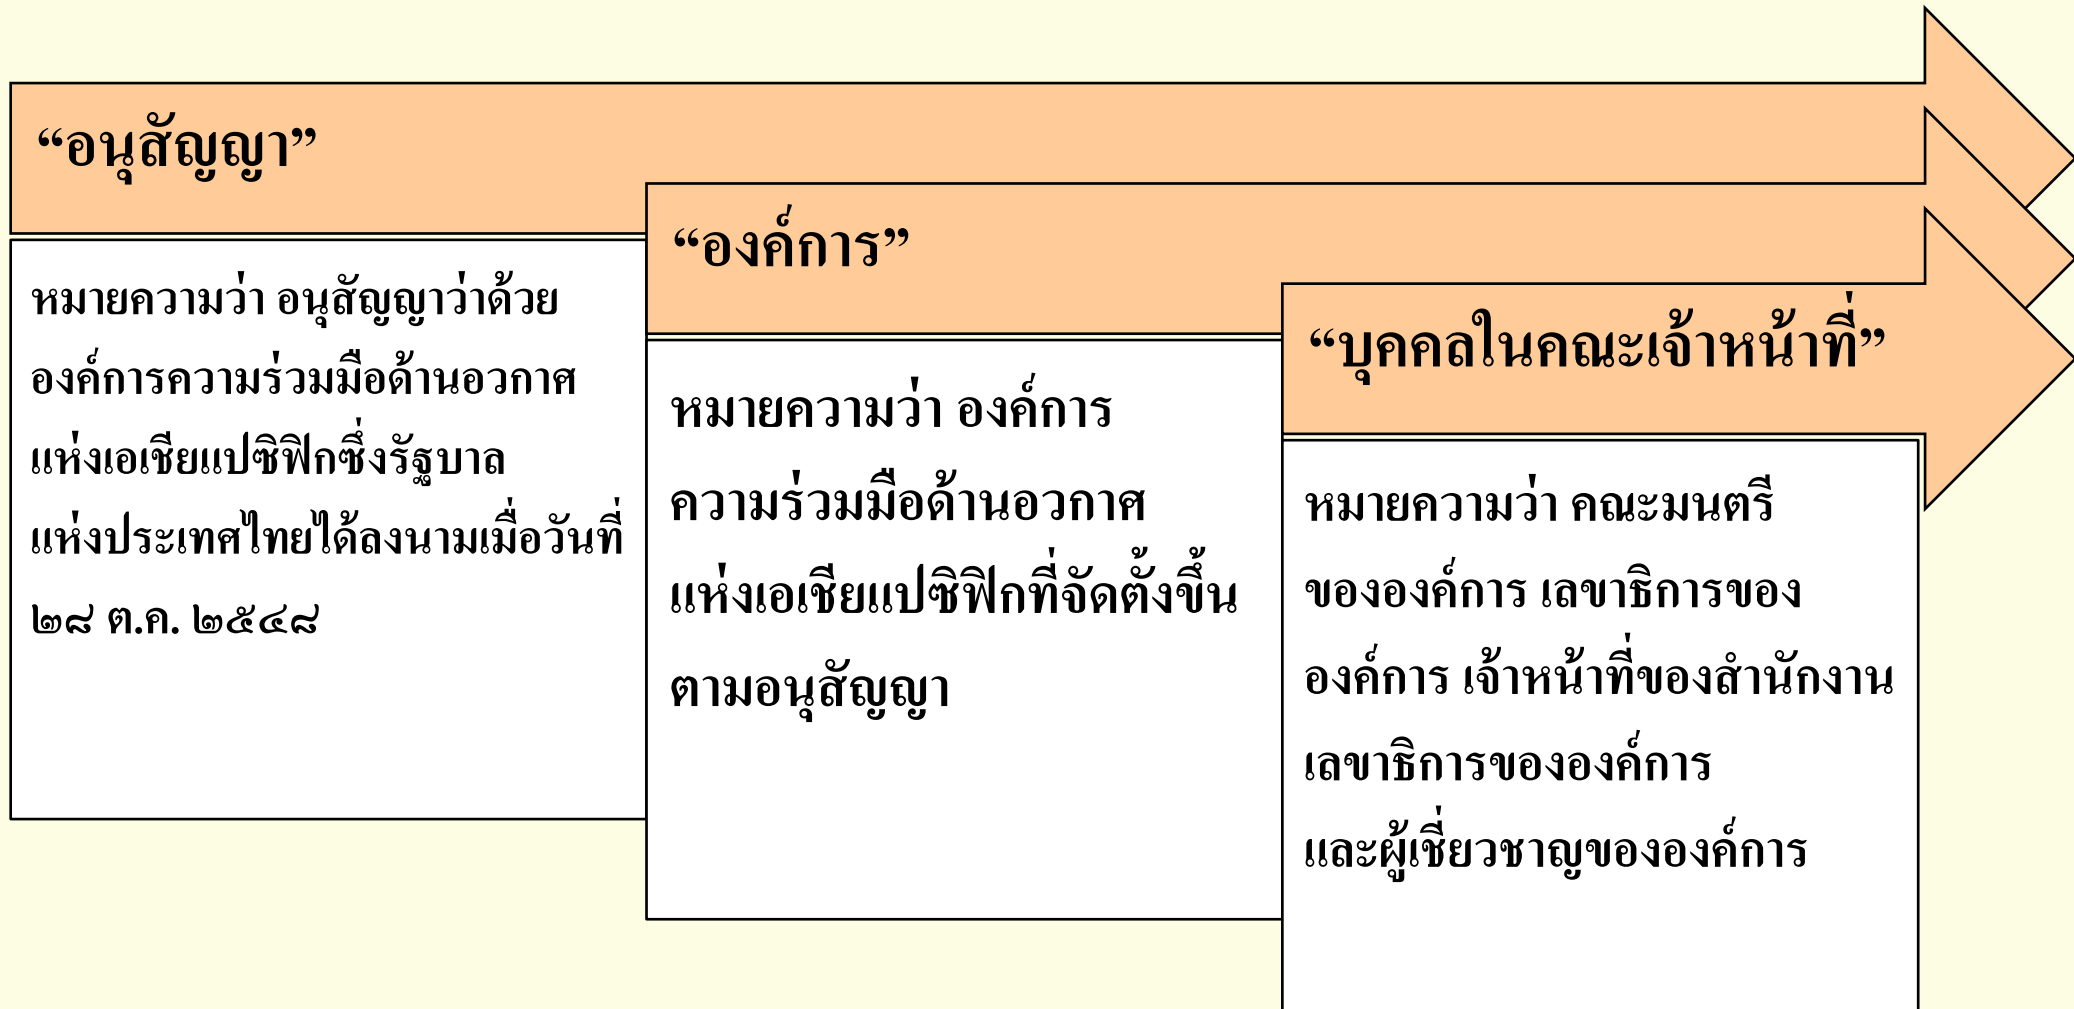 “อนุสัญญา”
หมายความว่า อนุสัญญาว่าด้วย
องค์การความร่วมมือด้านอวกาศ
แห่งเอเชียแปซิฟิกซึ่งรัฐบาล
แห่งประเทศไทยได้ลงนามเมื่อวันที่
๒๘ ต.ค. ๒๕๔๘
“องค์การ”
หมายความว่า องค์การ
ความร่วมมือด้านอวกาศ
แห่งเอเชียแปซิฟิกที่จัดตั้งขึ้น
ตามอนุสัญญา
“บุคคลในคณะเจ้าหน้าที่”
หมายความว่า คณะมนตรี
ขององค์การ เลขาธิการของ
องค์การ เจ้าหน้าที่ของสำนักงาน
เลขาธิการขององค์การ
และผู้เชี่ยวชาญขององค์การ